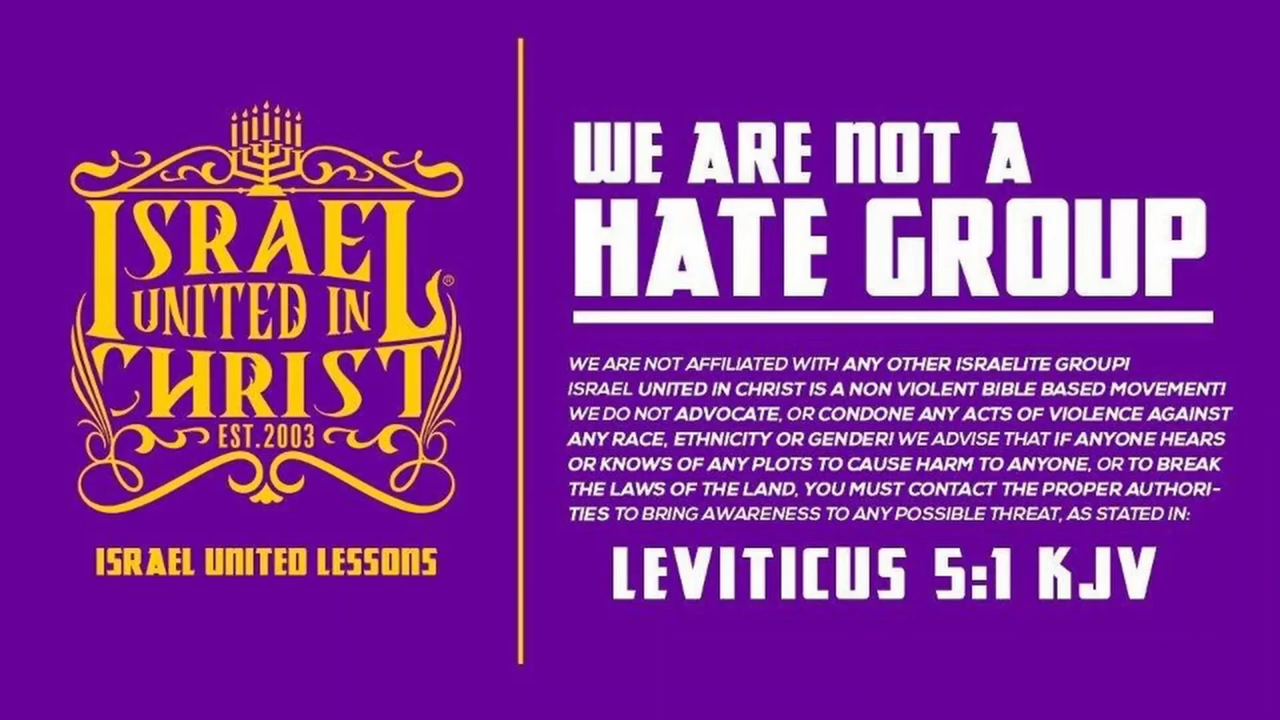 ISRAEL
UNITED IN
CHRIST
EST. 2003
ISRAEL UNITED LESSONS
WE ARE NOT A
HATE GROUP
WE ARE NOT AFFILIATED WITH ANY OTHER ISRAELITE GROUP!
ISRAEL UNITED IN CHRIST IS A NON VIOLENT BIBLE BASED MOVEMENT!
WE DO NOT ADVOCATE, OR CONDONE ANY ACTS OF VIOLENCE AGAINST
ANY RACE, ETHNICITY OR GENDER! WE ADVISE THAT IF ANYONE HEARS
OR KNOWS OF ANY PLOTS TO CAUSE HARM TO ANYONE, OR TO BREAK
THE LAWS OF THE LAND, YOU MUST CONTACT THE PROPER AUTHORI-
TIES TO BRING AWARENESS TO ANY POSSIBLE THREAT, AS STATED IN:
LEVITICUS 5:1 KJV